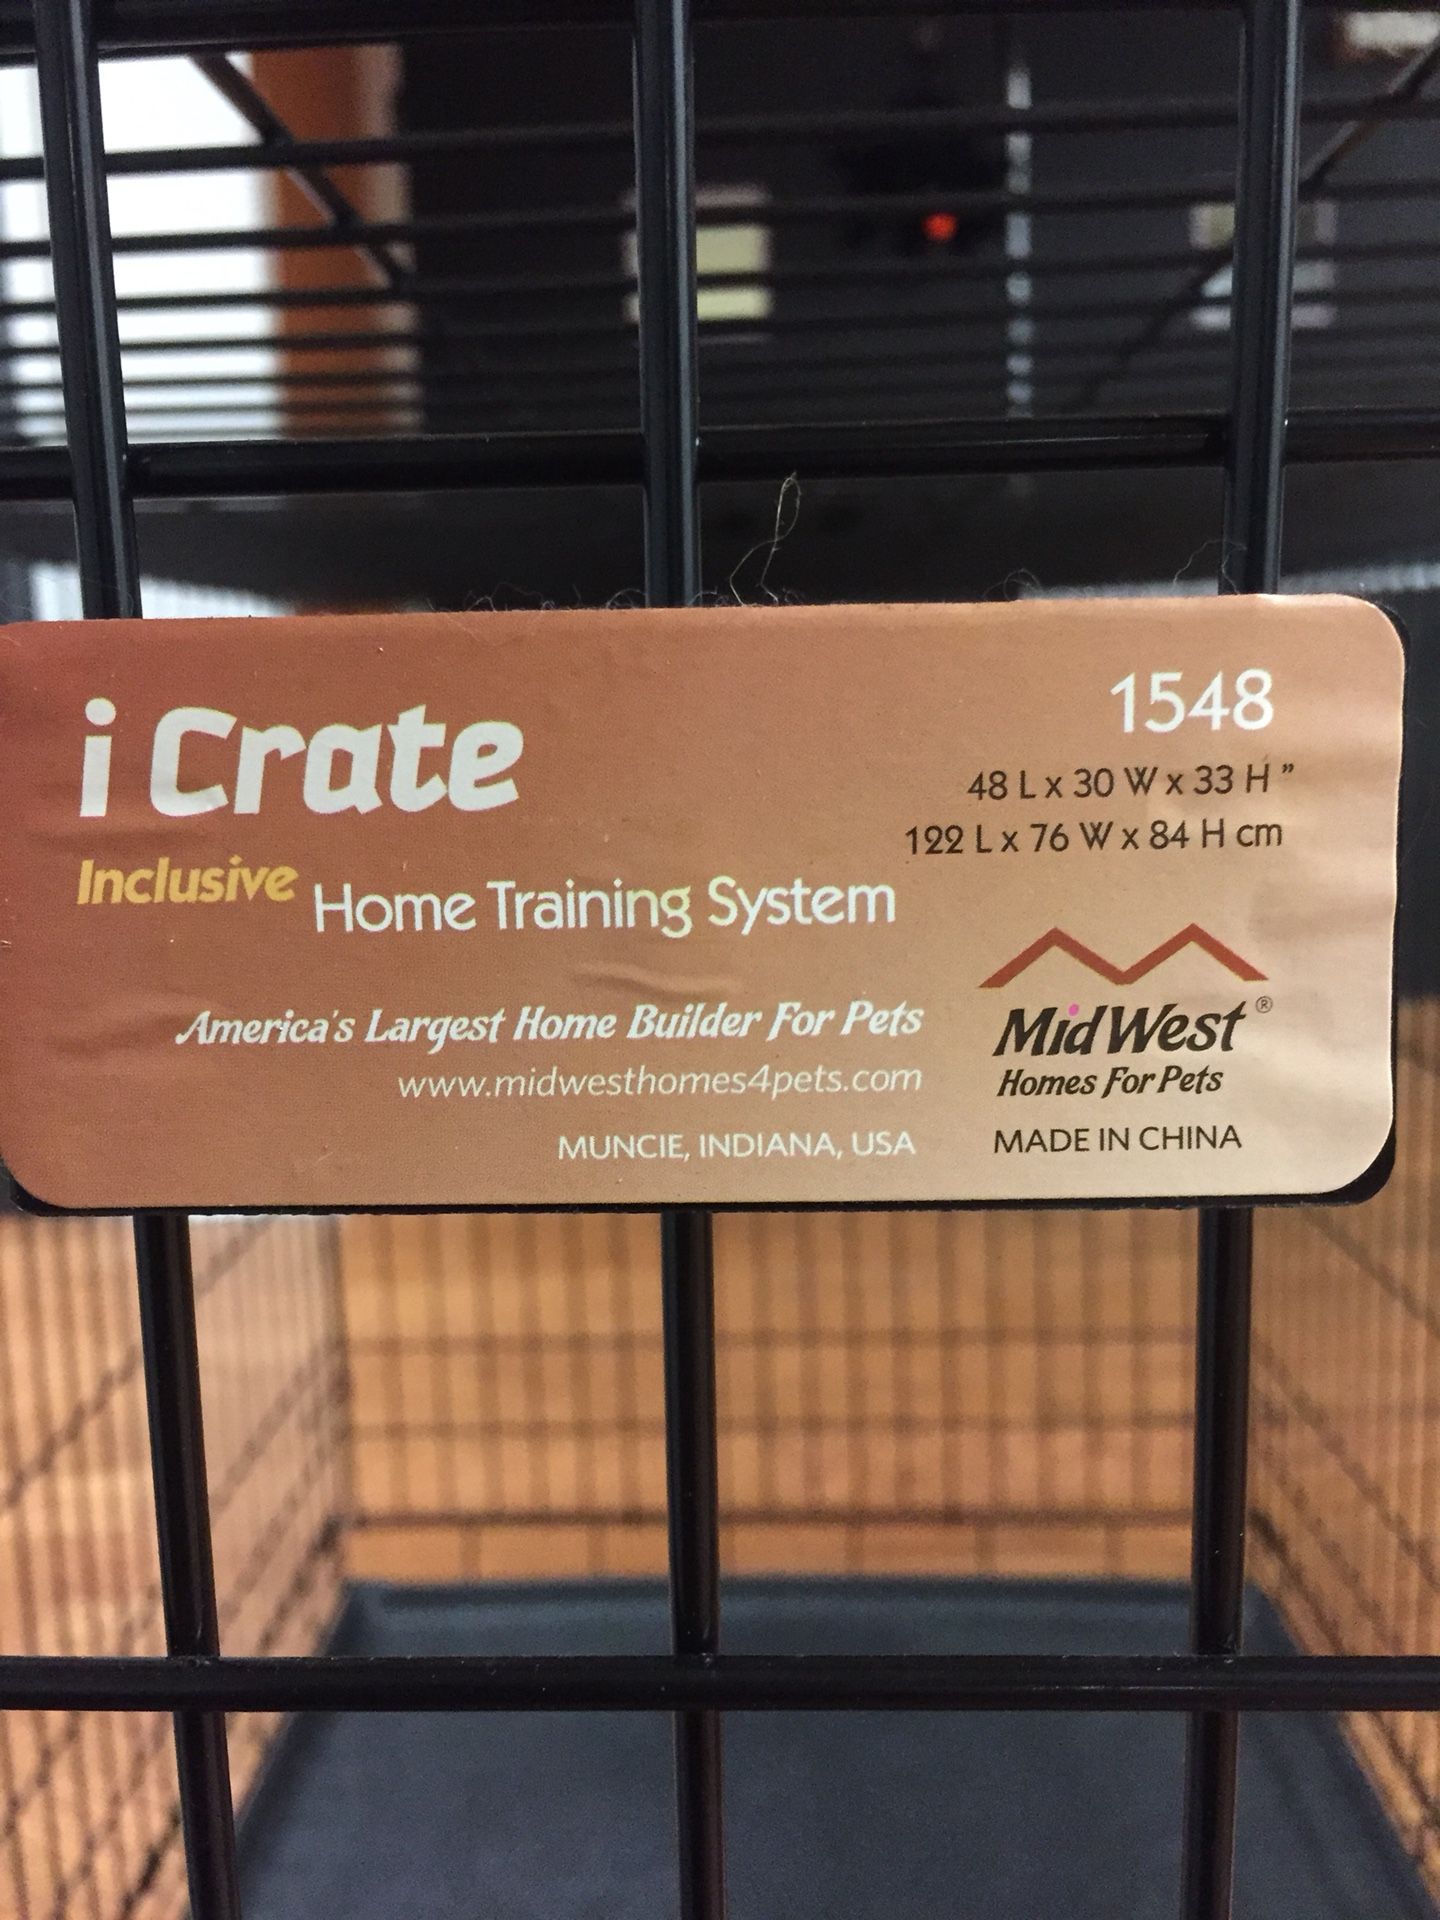 i Crate
Inclusive Home Training System
America's Largest Home Builder For Pets
www.midwesthomes4pets.com
MUNCIE, INDIANA, USA
1548
48 L x 30 W x 33 H "
122 L x 76 W x 84 H cm
MidWest®
Homes For Pets
MADE IN CHINA